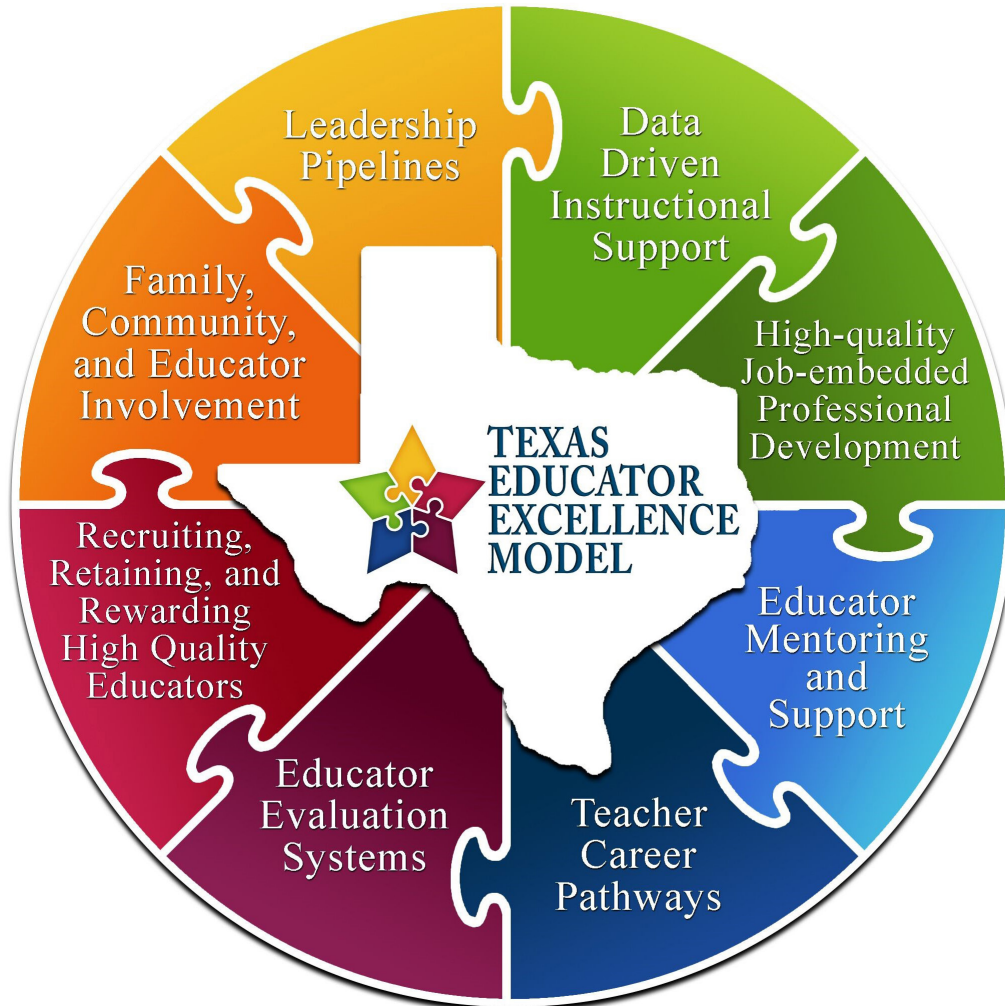 Leadership
Pipelines
Data
Driven
Instructional
Support
High-quality
Job-embedded
Professional
Development
Educator
Mentoring
and
Support
Teacher
Career
Pathways
Educator
Evaluation
Systems
Recruiting,
Retaining, and
Rewarding
High Quality
Educators
Family,
Community,
and Educator
Involvement
TEXAS
EDUCATOR
EXCELLENCE
MODEL